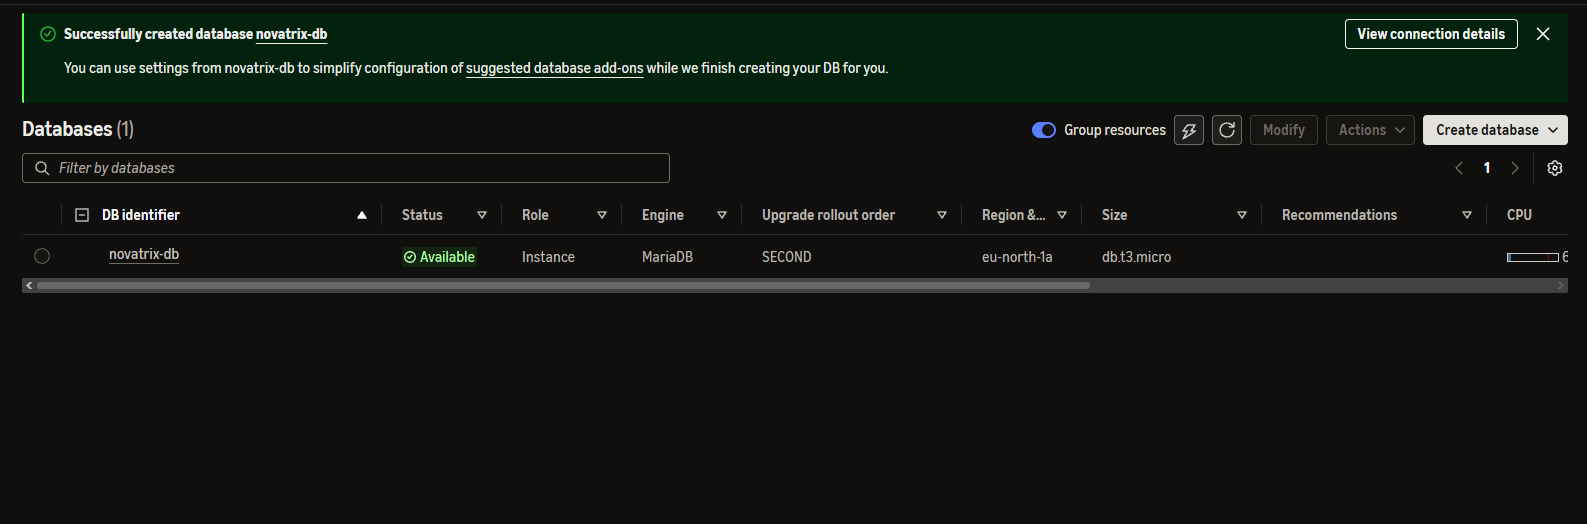 Successfully created database novatrix-db
View connection details
You can use settings from novatrix-db to simplify configuration of suggested database add-ons while we finish creating your DB for you.
Databases (1)
Group resources
Modify
Actions
Create database
Filter by databases
1
DB identifier Status Role Engine Upgrade rollout order Region &... Size Recommendations CPU
novatrix-db Available Instance MariaDB SECOND eu-north-1a db.t3.micro 6